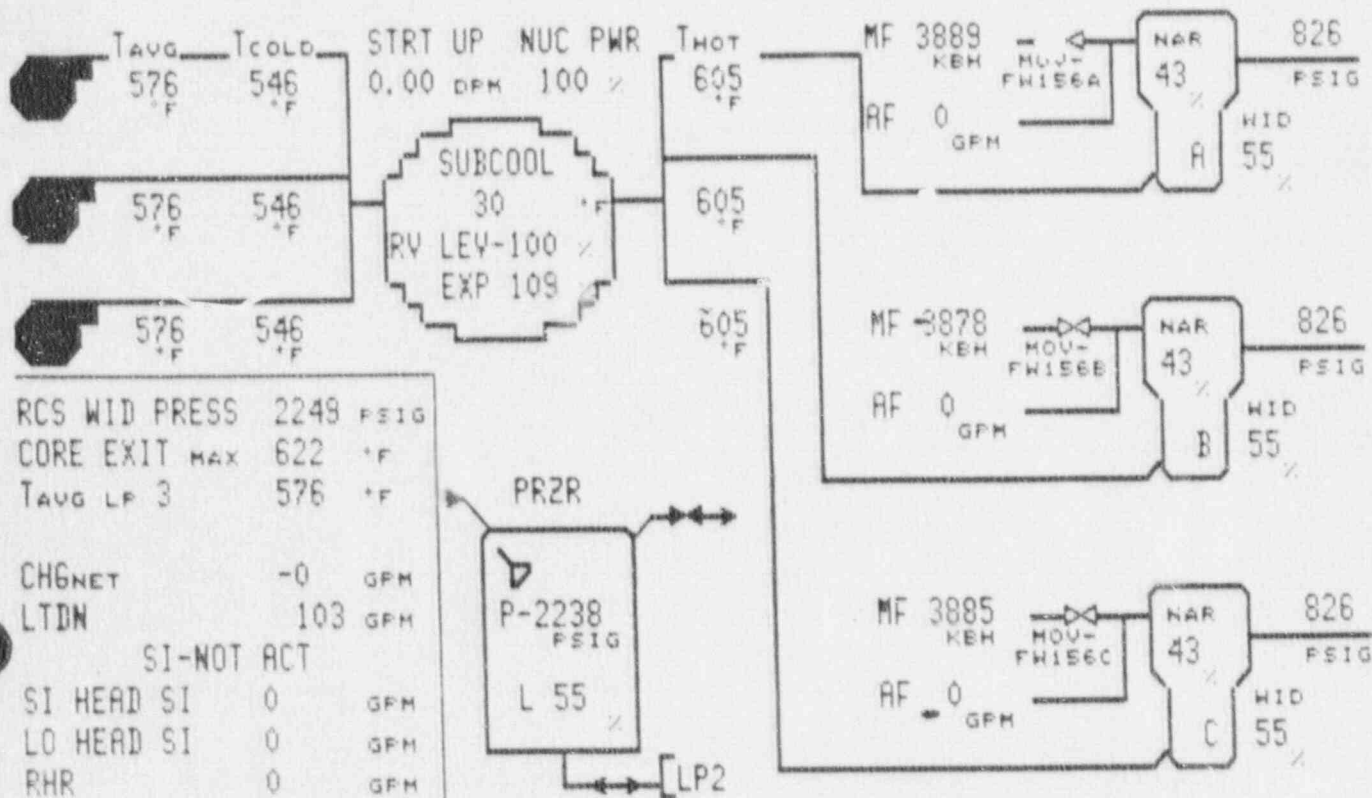 TAVG TCOLD STRT UP NUC PWR THOT
576 °F 546 °F 0.00 DPM 100 % 605 °F
MF 3889 KBH MOV-FW156A NAR 43 % 826 PSIG
AF 0 GPM A WID 55 %
SUBCOOL
576 °F 546 °F 30 °F 605 °F
RV LEV-100 %
EXP 109 %
576 °F 546 °F 605 °F
MF 3878 KBH MOV-FW156B NAR 43 % 826 PSIG
AF 0 GPM B WID 55 %
RCS WID PRESS 2249 PSIG
CORE EXIT MAX 622 °F
TAVG LP 3 576 °F
PRZR
CHGNET -0 GPM
LTDN 103 GPM
P-2238 PSIG
SI-NOT ACT
SI HEAD SI 0 GPM
L 55 %
LO HEAD SI 0 GPM
RHR 0 GPM
LP2
MF 3885 KBH MOV-FW156C NAR 43 % 826 PSIG
AF 0 GPM C WID 55 %